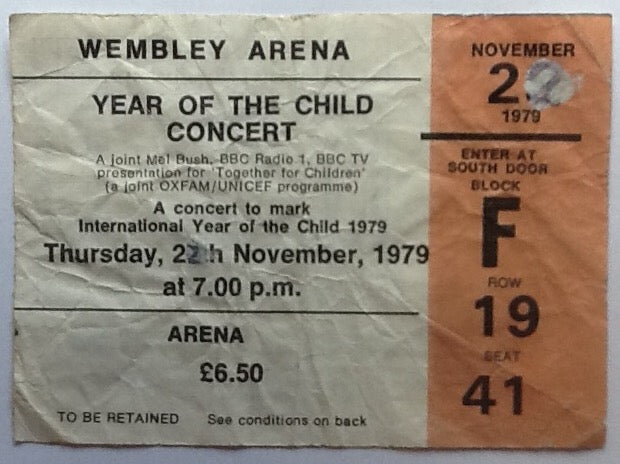 WEMBLEY ARENA
YEAR OF THE CHILD
CONCERT
A joint Mel Bush, BBC Radio 1, BBC TV
presentation for 'Together for Children'
(a joint OXFAM/UNICEF programme)
A concert to mark
International Year of the Child 1979
Thursday, November, 1979
at 7.00 p.m.
ARENA
£6.50
TO BE RETAINED See conditions on back
NOVEMBER
1979
ENTER AT
SOUTH DOOR
BLOCK
F
ROW
19
SEAT
41